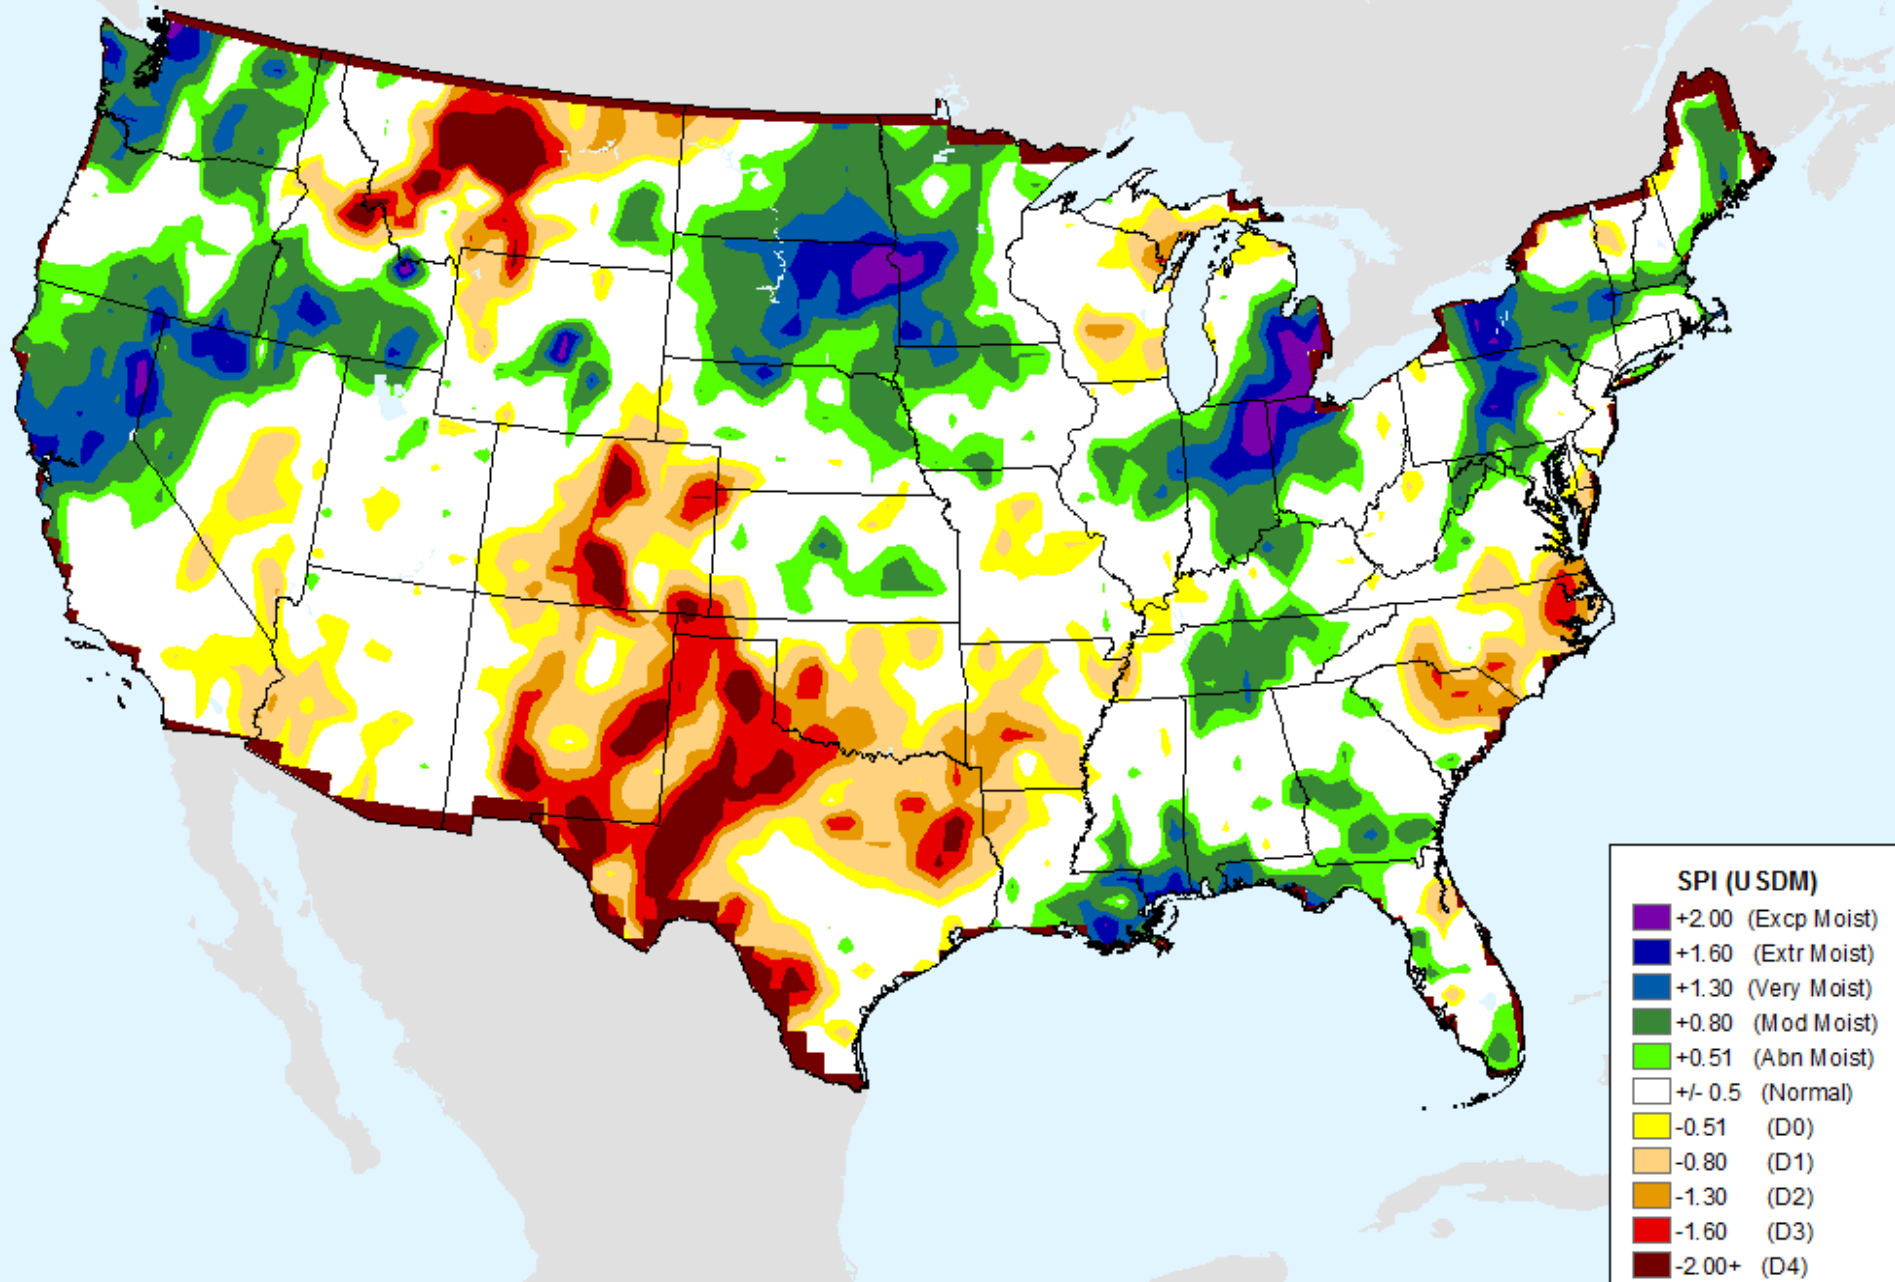 SPI (USDM)
+2.00 (Excp Moist)
+1.60 (Extr Moist)
+1.30 (Very Moist)
+0.80 (Mod Moist)
+0.51 (Abn Moist)
+/- 0.5 (Normal)
-0.51 (D0)
-0.80 (D1)
-1.30 (D2)
-1.60 (D3)
-2.00+ (D4)